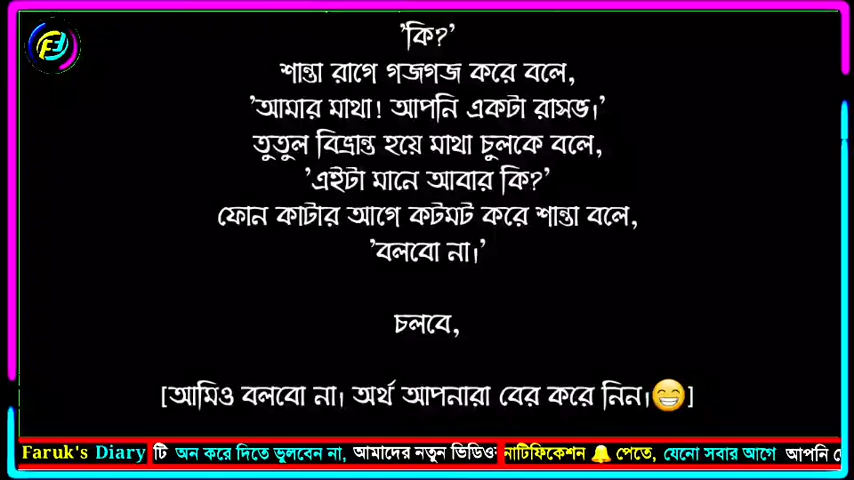 'কি?'
শান্তা রাগে গজগজ করে বলে,
'আমার মাথা! আপনি একটা রাসভ।'
তুতুল বিভ্রান্ত হয়ে মাথা চুলকে বলে,
'এইটা মানে আবার কি?'
ফোন কাটার আগে কটমট করে শান্তা বলে,
'বলবো না।'
চলবে,
[আমিও বলবো না। অর্থ আপনারা বের করে নিন।😁]
Faruk's Diary টি অন করে দিতে ভুলবেন না, আমাদের নতুন ভিডিওর নোটিফিকেশন 🔔 পেতে, যেনো সবার আগে আপনি